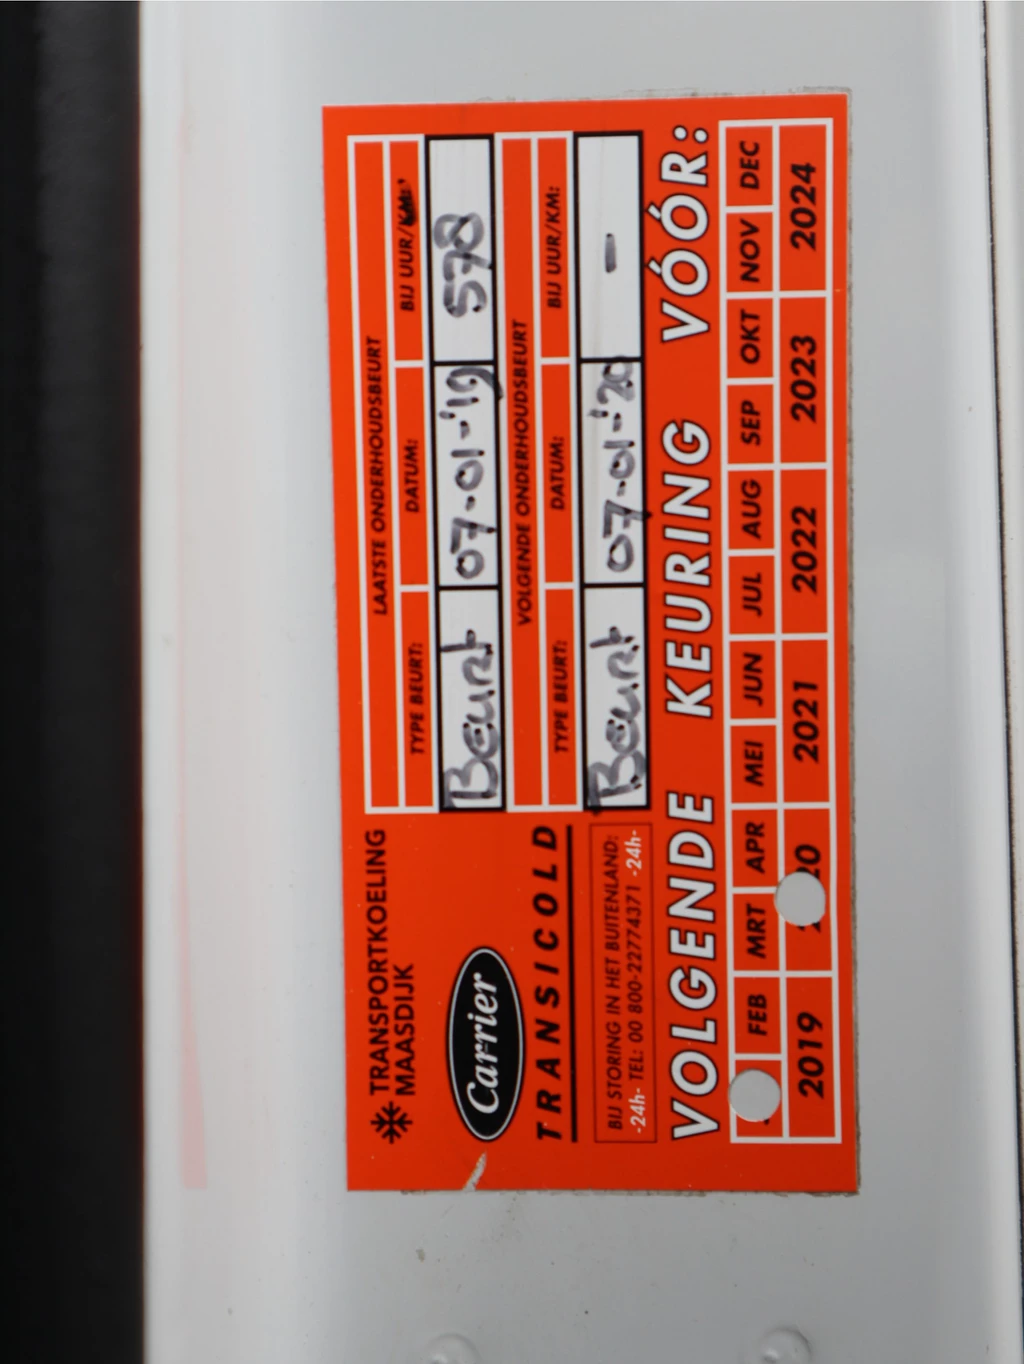 TRANSPORTKOELING
MAASDIJK
Carrier
TRANSICOLD
BIJ STORING IN HET BUITENLAND:
-24h- TEL: 00 800-22774371 -24h-
LAATSTE ONDERHOUDSBEURT
TYPE BEURT: DATUM: BIJ UUR/KM:
Beurt 07-01-'19 578
VOLGENDE ONDERHOUDSBEURT
TYPE BEURT: DATUM: BIJ UUR/KM:
Beurt 07-01-'20 -
VOLGENDE KEURING VÓÓR:
FEB MRT APR MEI JUN JUL AUG SEP OKT NOV DEC
2019 20 2021 2022 2023 2024